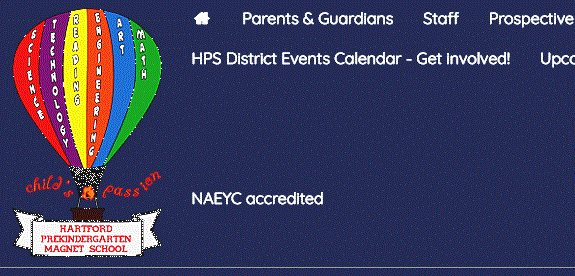 SCIENCE
TECHNOLOGY
READING
ENGINEERING
ART
MATH
child's passion
HARTFORD
PREKINDERGARTEN
MAGNET SCHOOL
Parents & Guardians Staff Prospective
HPS District Events Calendar - Get involved! Upco
NAEYC accredited